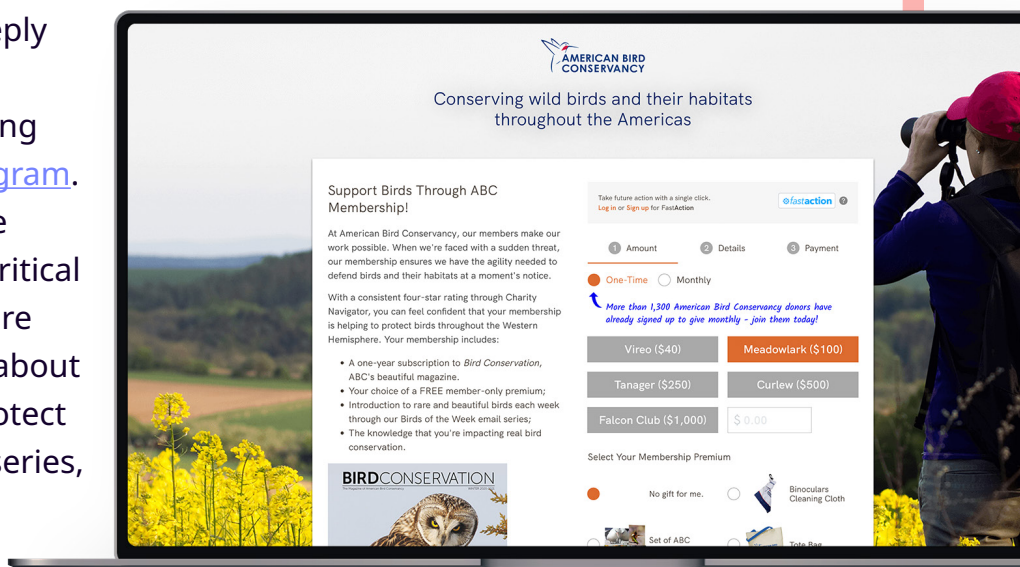 eply
ng
gram.
e
ritical
re
about
otect
series,
AMERICAN BIRD
CONSERVANCY
Conserving wild birds and their habitats
throughout the Americas
Support Birds Through ABC
Membership!
At American Bird Conservancy, our members make our
work possible. When we're faced with a sudden threat,
our membership ensures we have the agility needed to
defend birds and their habitats at a moment's notice.
With a consistent four-star rating through Charity
Navigator, you can feel confident that your membership
is helping to protect birds throughout the Western
Hemisphere. Your membership includes:
• A one-year subscription to Bird Conservation,
ABC's beautiful magazine.
• Your choice of a FREE member-only premium;
• Introduction to rare and beautiful birds each week
through our Birds of the Week email series;
• The knowledge that you're impacting real bird
conservation.
BIRDCONSERVATION
Take future action with a single click.
Log in or Sign up for FastAction
fastaction ?
1 Amount
2 Details
3 Payment
One-Time
Monthly
More than 1,300 American Bird Conservancy donors have
already signed up to give monthly - join them today!
Vireo ($40)
Meadowlark ($100)
Tanager ($250)
Curlew ($500)
Falcon Club ($1,000)
$ 0.00
Select Your Membership Premium
No gift for me.
Binoculars
Cleaning Cloth
Set of ABC
Tote Bag